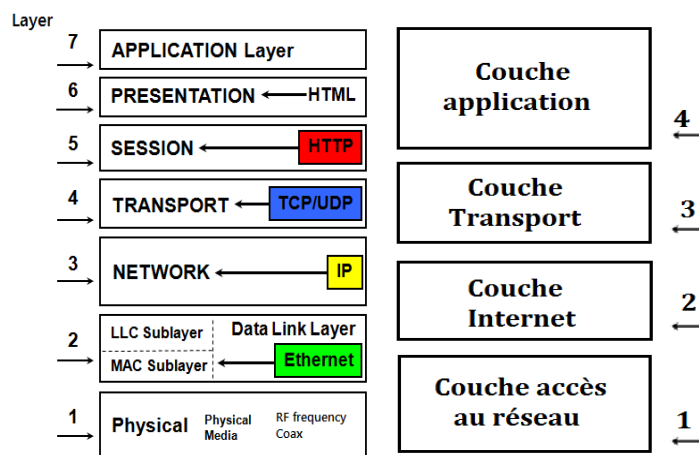 Layer
7
APPLICATION Layer
6
PRESENTATION
HTML
5
SESSION
HTTP
4
TRANSPORT
TCP/UDP
3
NETWORK
IP
2
LLC Sublayer
Data Link Layer
MAC Sublayer
Ethernet
1
Physical
Physical
Media
RF frequency
Coax
Couche
application
4
Couche
Transport
3
Couche
Internet
2
Couche accès
au réseau
1